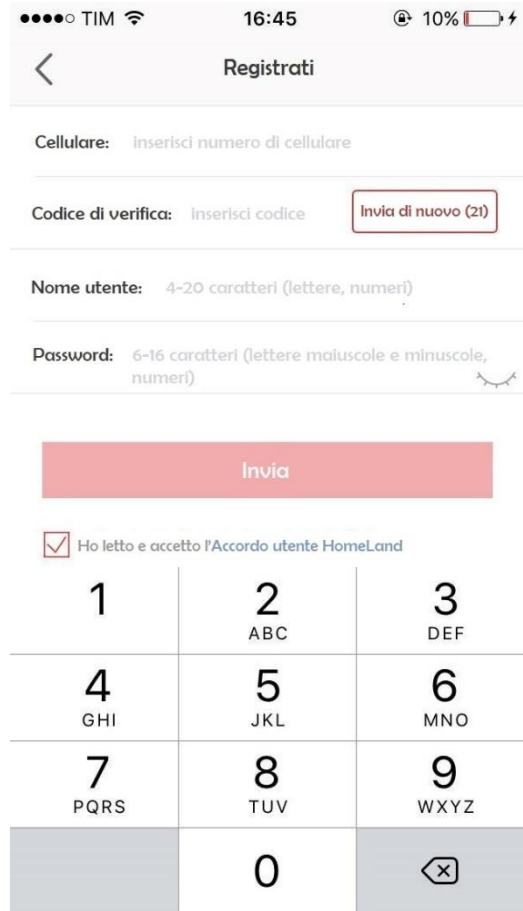 TIM 16:45 10%
Registrati
Cellulare: inserisci numero di cellulare
Codice di verifica: inserisci codice Invia di nuovo (21)
Nome utente: 4-20 caratteri (lettere, numeri)
Password: 6-16 caratteri (lettere maiuscole e minuscole,
numeri)
Invia
Ho letto e accetto l'Accordo utente HomeLand
1 2 3
ABC DEF
4 5 6
GHI JKL MNO
7 8 9
PQRS TUV WXYZ
0